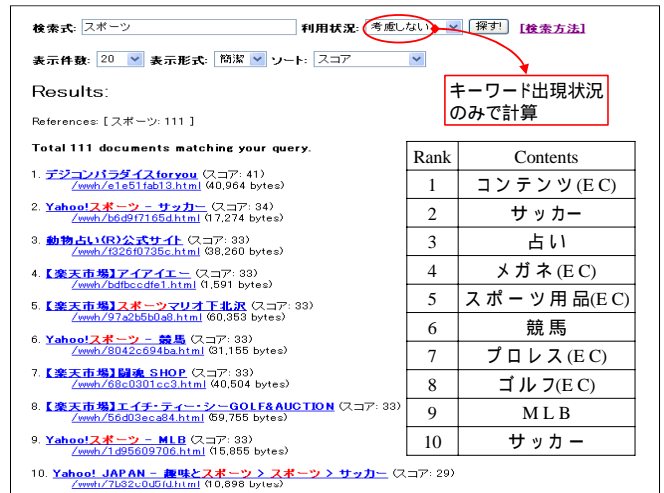 検索式: スポーツ 利用状況: 考慮しない 探す! [検索方法]
表示件数: 20 表示形式: 簡潔 ソート: スコア
キーワード出現状況
のみで計算
Results:
References: [ スポーツ: 111 ]
Total 111 documents matching your query.
1. デジコンパラダイスforyou (スコア: 41)
/wwh/e1e51fab13.html (40,964 bytes)
2. Yahoo!スポーツ - サッカー (スコア: 34)
/wwh/b6d9f7165d.html (17,274 bytes)
3. 動物占い(R)公式サイト (スコア: 33)
/wwh/f326f0735c.html (38,260 bytes)
4. 【楽天市場】アイアイエー (スコア: 33)
/wwh/bdfbccdfe1.html (1,591 bytes)
5. 【楽天市場】スポーツマリオ下北沢 (スコア: 33)
/wwh/97a2b5b0a8.html (60,353 bytes)
6. Yahoo!スポーツ - 競馬 (スコア: 33)
/wwh/8042c694ba.html (31,155 bytes)
7. 【楽天市場】闘魂 SHOP (スコア: 33)
/wwh/68c0301cc3.html (40,504 bytes)
8. 【楽天市場】エイチ・ティー・シーGOLF&AUCTION (スコア: 33)
/wwh/56d03eca84.html (59,755 bytes)
9. Yahoo!スポーツ - MLB (スコア: 33)
/wwh/1d95609706.html (15,898 bytes)
10. Yahoo! JAPAN - 趣味とスポーツ > スポーツ > サッカー (スコア: 29)
/wwh/7b32c0d5fd.html (10,898 bytes)
Rank Contents
1 コンテンツ(EC)
2 サッカー
3 占い
4 メガネ(EC)
5 スポーツ用品(EC)
6 競馬
7 プロレス(EC)
8 ゴルフ(EC)
9 MLB
10 サッカー